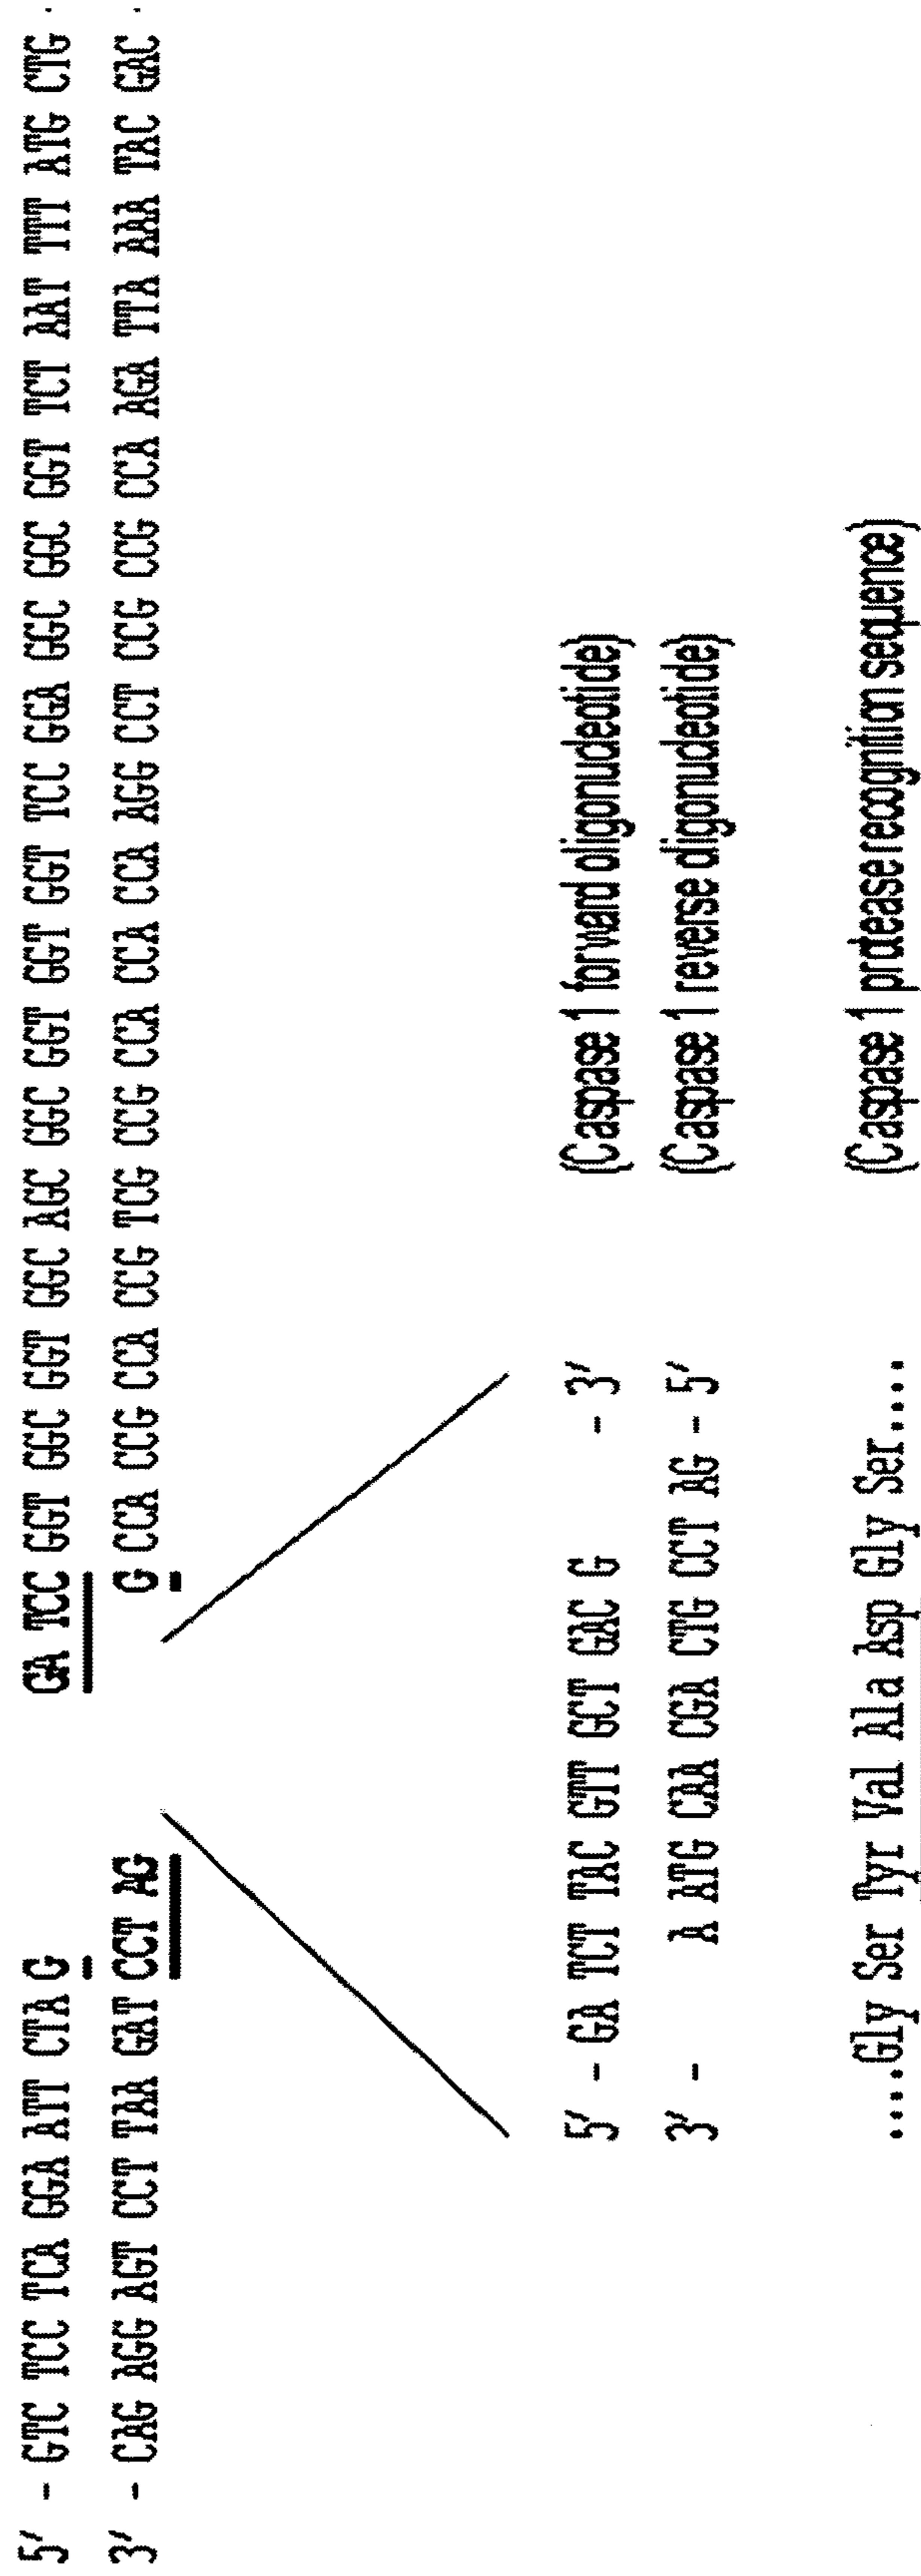 5' - GTC TCC TCA GGA ATT CTA G GA TCC GGT GGC GGT GGC AGC GGC GGT GGT GGT TCC GGA GGC GGC GGT TCT AAT TTT ATG CTG .
3' - CAG AGG AGT CCT TAA GAT CCT AG G CCA CCG CCA CCG TCG CCG CCA CCA CCA AGG CCT CCG CCG CCA AGA TTA AAA TAC GAC .
5' - GA TCT TAC GTT GCT GAC G - 3' (Caspase 1 forward oligonucleotide)
3' - A ATG CAA CGA CTG CCT AG - 5' (Caspase 1 reverse oligonucleotide)
....Gly Ser Tyr Val Ala Asp Gly Ser.... (Caspase 1 protease recognition sequence)